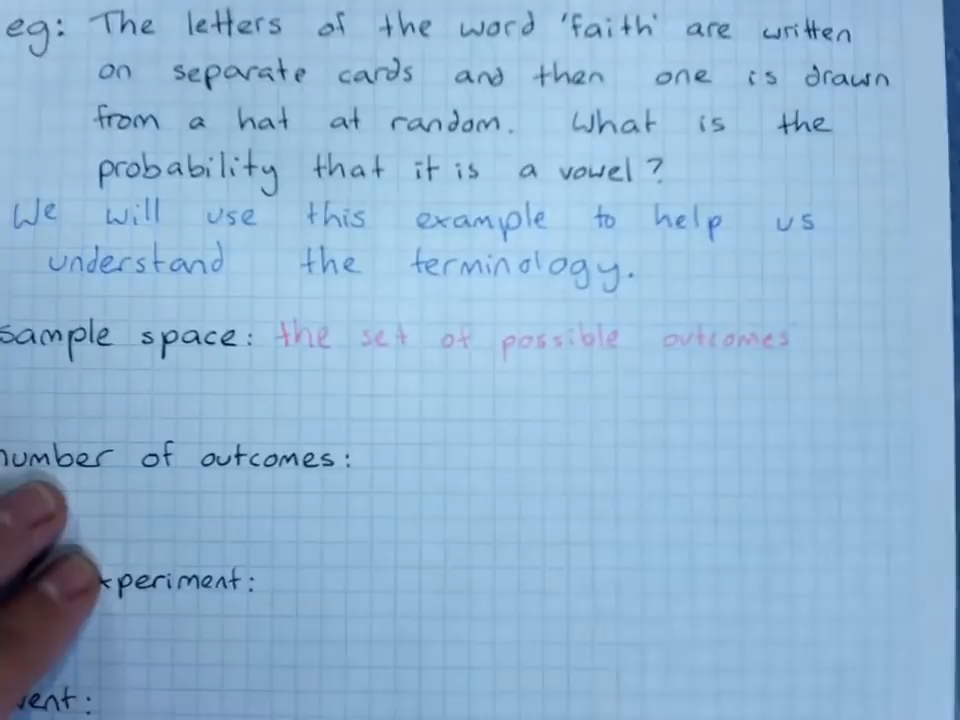 eg: The letters of the word 'faith' are written
on separate cards and then one is drawn
from a hat at random. What is the
probability that it is a vowel?
We will use this example to help us
understand the terminology.
sample space: the set of possible outcomes
number of outcomes:
xperiment:
vent: